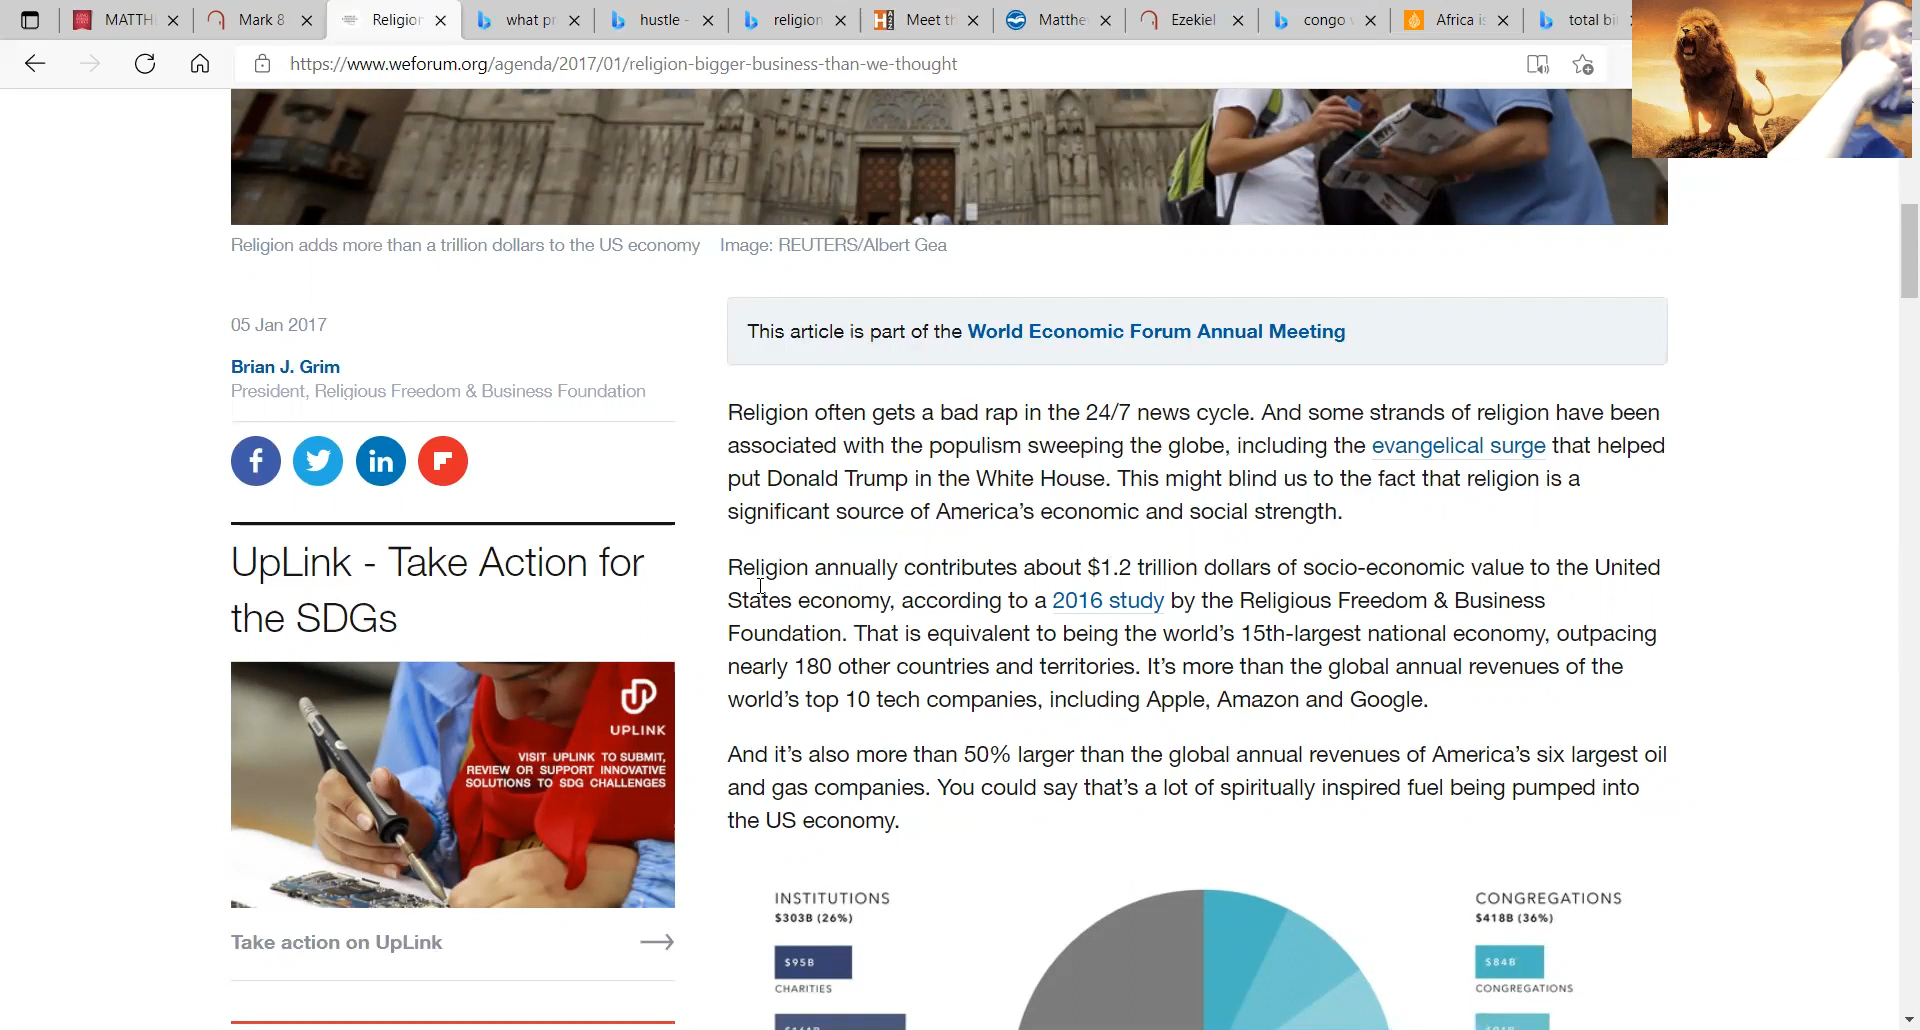 MATTH
Mark 8
Religion
what pr
hustle -
religion
Meet th
Matthe
Ezekiel
congo
Africa is
total bi
https://www.weforum.org/agenda/2017/01/religion-bigger-business-than-we-thought
Religion adds more than a trillion dollars to the US economy Image: REUTERS/Albert Gea
05 Jan 2017
Brian J. Grim
President, Religious Freedom & Business Foundation
UpLink - Take Action for
the SDGs
UPLINK
VISIT UPLINK TO SUBMIT,
REVIEW OR SUPPORT INNOVATIVE
SOLUTIONS TO SDG CHALLENGES
Take action on UpLink
This article is part of the World Economic Forum Annual Meeting
Religion often gets a bad rap in the 24/7 news cycle. And some strands of religion have been
associated with the populism sweeping the globe, including the evangelical surge that helped
put Donald Trump in the White House. This might blind us to the fact that religion is a
significant source of America's economic and social strength.
Religion annually contributes about $1.2 trillion dollars of socio-economic value to the United
States economy, according to a 2016 study by the Religious Freedom & Business
Foundation. That is equivalent to being the world's 15th-largest national economy, outpacing
nearly 180 other countries and territories. It's more than the global annual revenues of the
world's top 10 tech companies, including Apple, Amazon and Google.
And it's also more than 50% larger than the global annual revenues of America's six largest oil
and gas companies. You could say that's a lot of spiritually inspired fuel being pumped into
the US economy.
INSTITUTIONS
$303B (26%)
$95B
CHARITIES
CONGREGATIONS
$418B (36%)
$84B
CONGREGATIONS